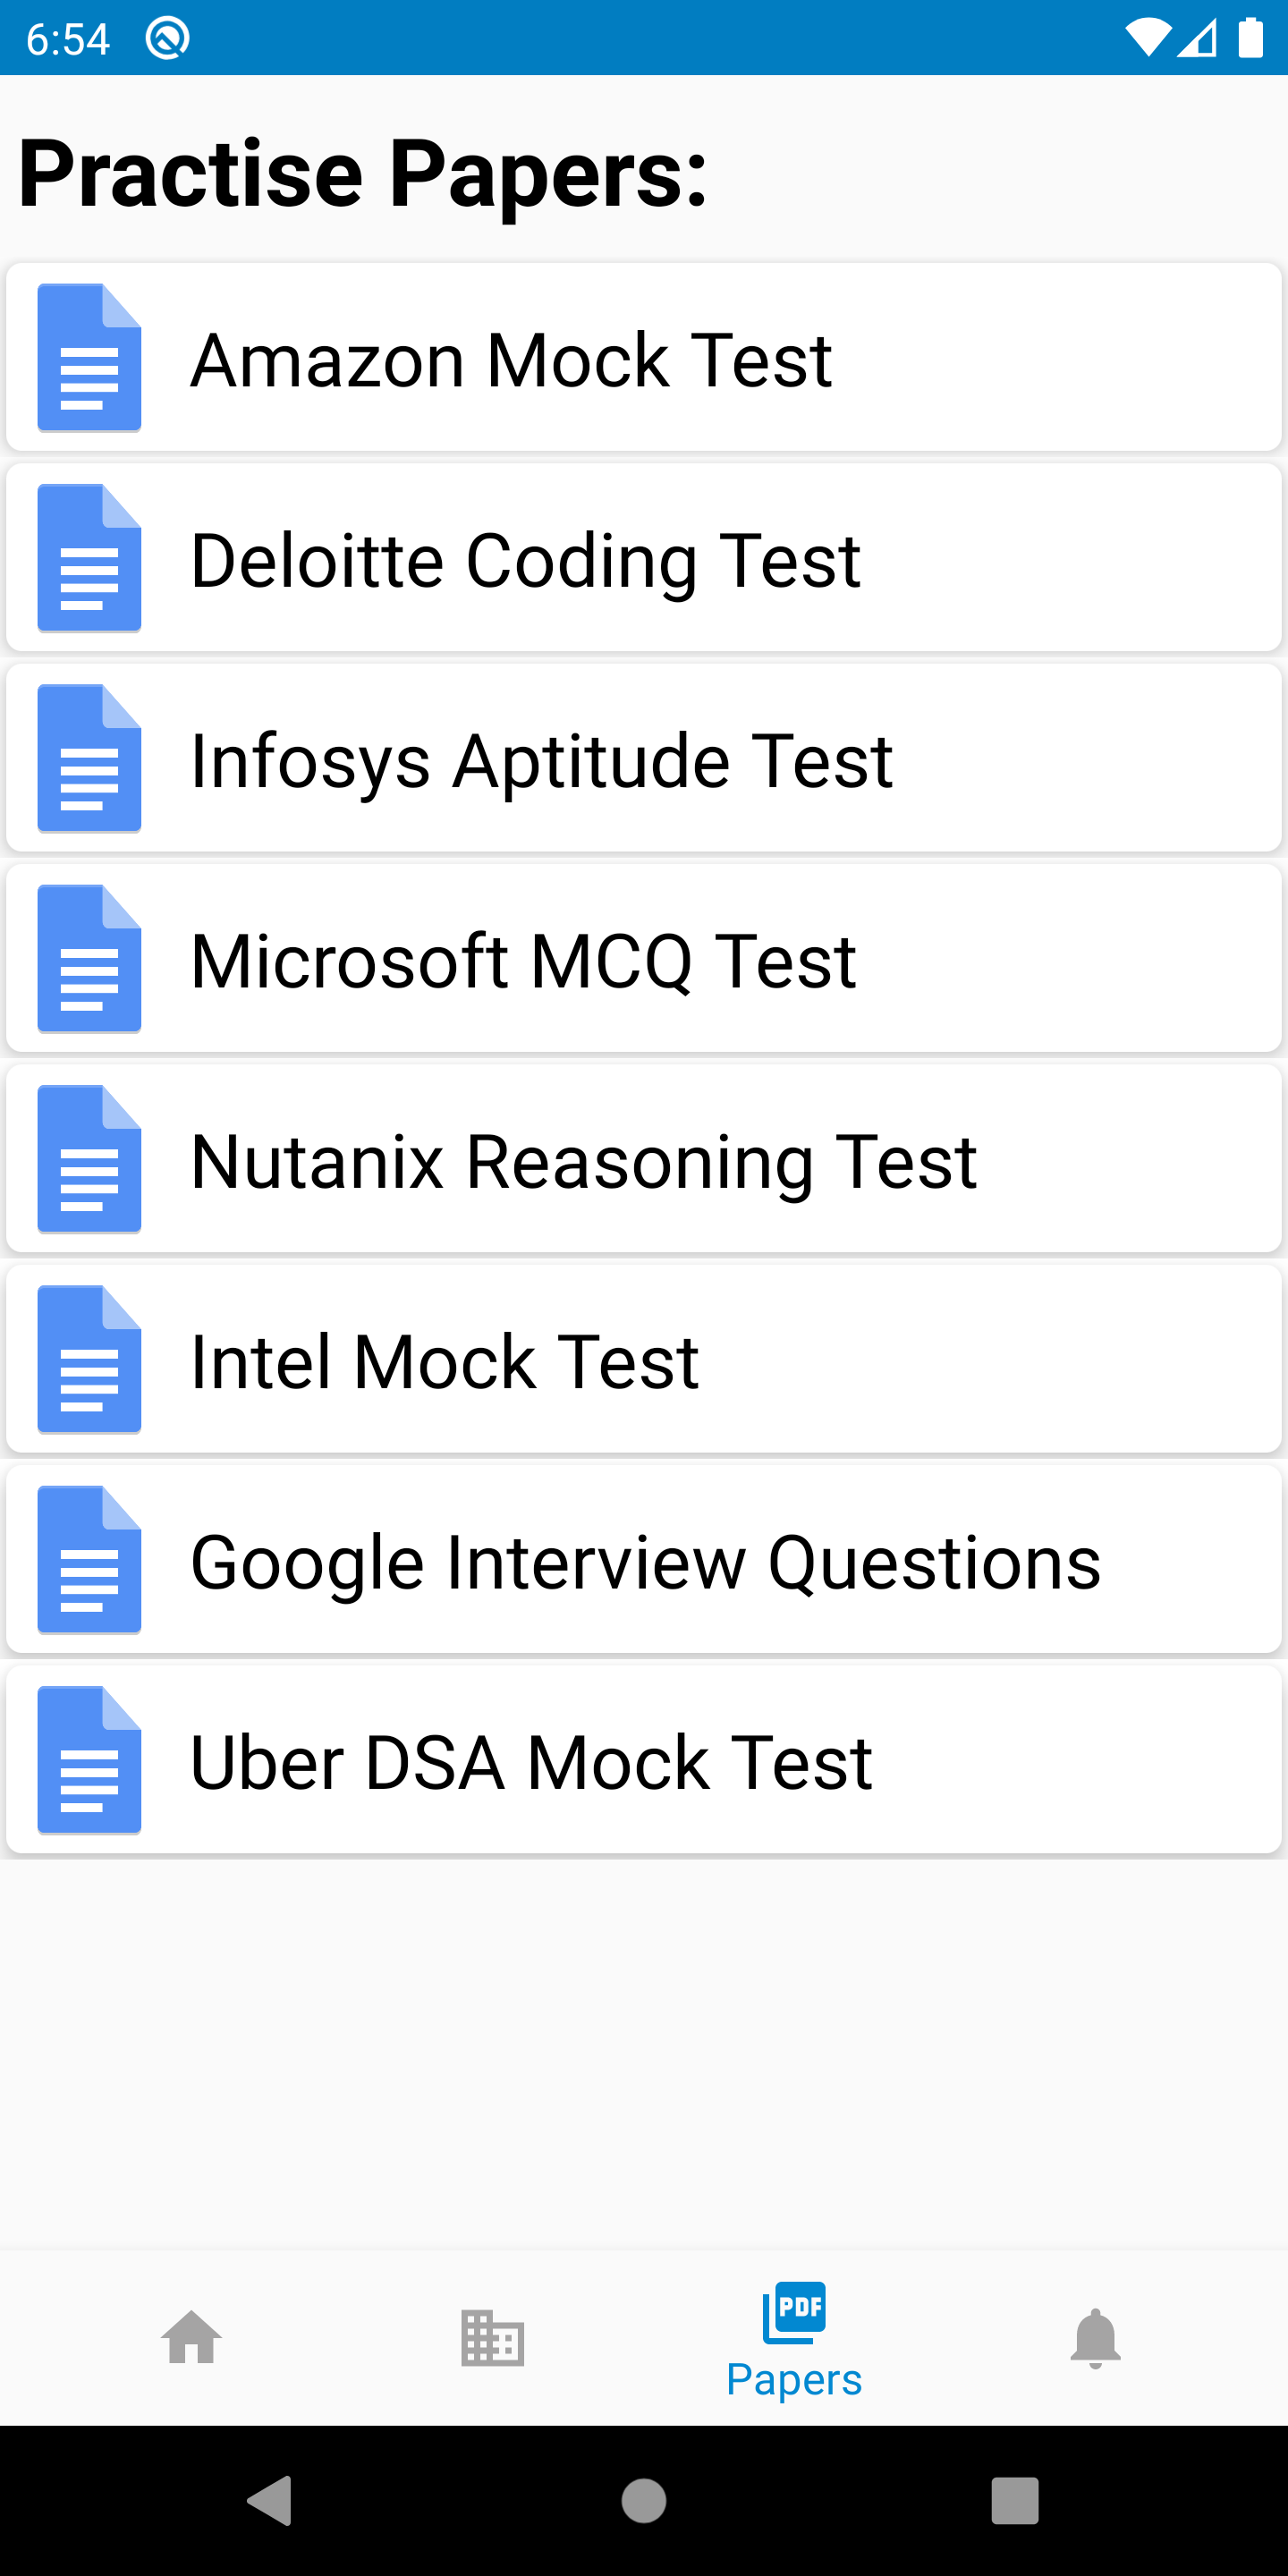 6:54
Practise Papers:
Amazon Mock Test
Deloitte Coding Test
Infosys Aptitude Test
Microsoft MCQ Test
Nutanix Reasoning Test
Intel Mock Test
Google Interview Questions
Uber DSA Mock Test
PDF
Papers